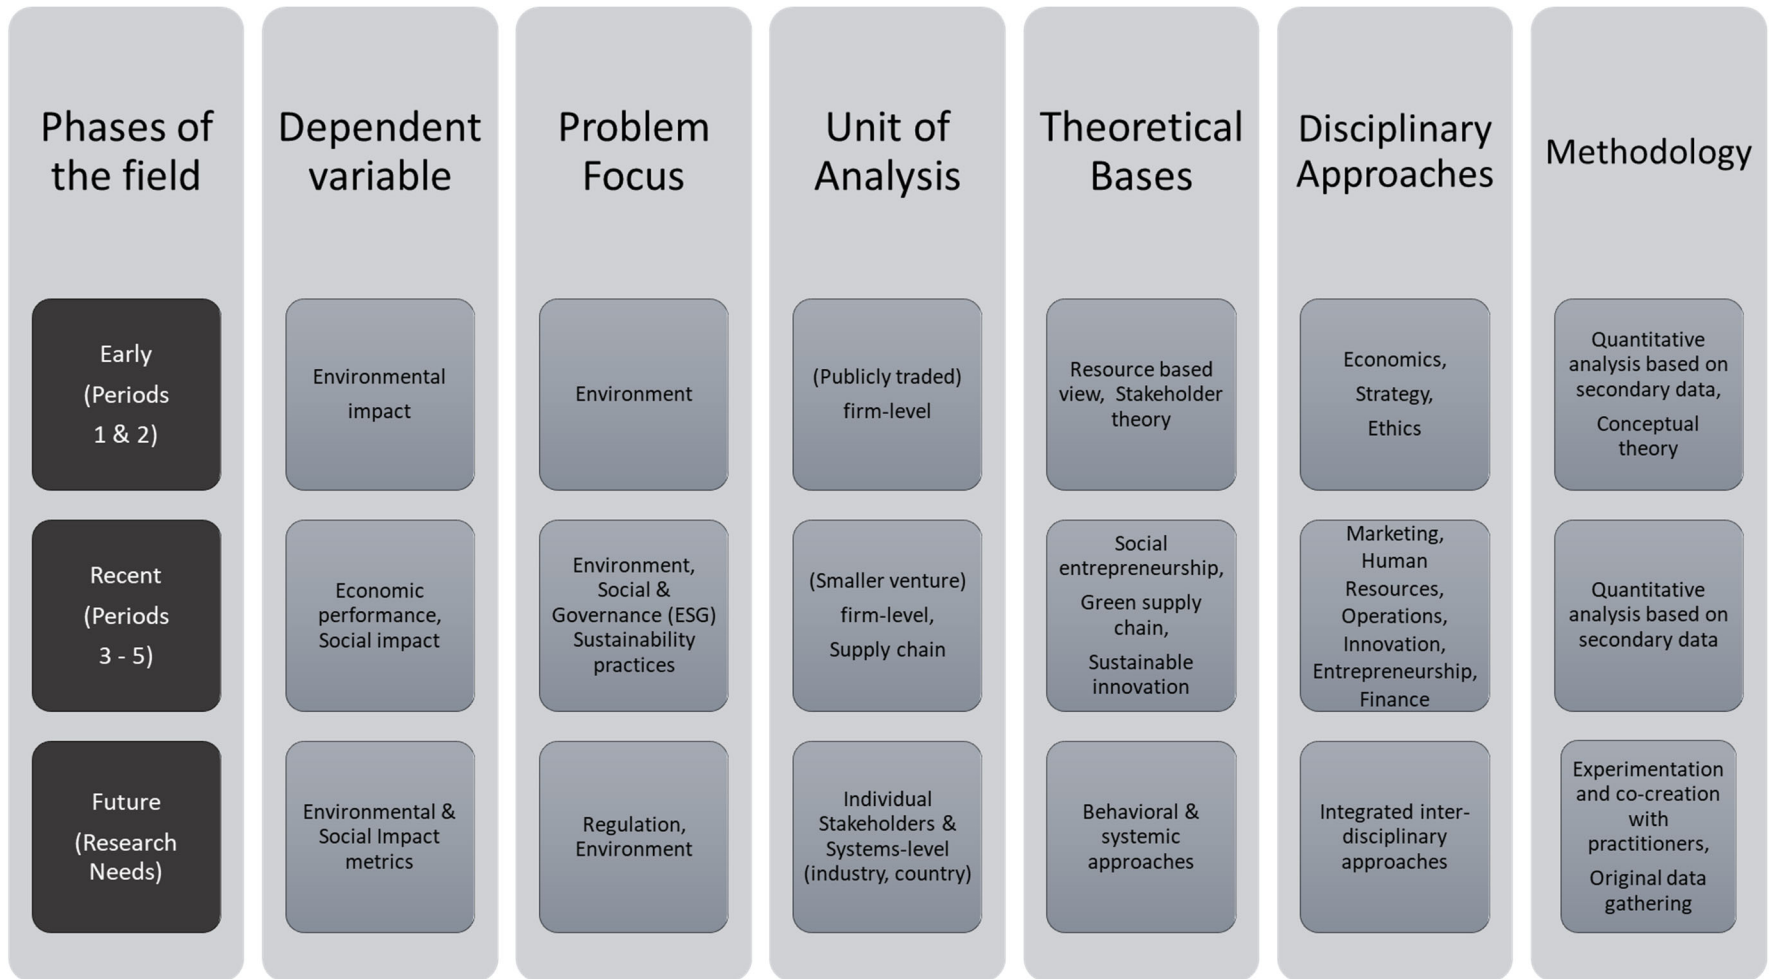 Phases of
the field
Dependent
variable
Problem
Focus
Unit of
Analysis
Theoretical
Bases
Disciplinary
Approaches
Methodology
Early
(Periods
1 & 2)
Environmental
impact
Environment
(Publicly traded)
firm-level
Resource based
view, Stakeholder
theory
Economics,
Strategy,
Ethics
Quantitative
analysis based on
secondary data,
Conceptual
theory
Recent
(Periods
3 - 5)
Economic
performance,
Social impact
Environment,
Social &
Governance (ESG)
Sustainability
practices
(Smaller venture)
firm-level,
Supply chain
Social
entrepreneurship,
Green supply
chain,
Sustainable
innovation
Marketing,
Human
Resources,
Operations,
Innovation,
Entrepreneurship,
Finance
Quantitative
analysis based on
secondary data
Future
(Research
Needs)
Environmental &
Social Impact
metrics
Regulation,
Environment
Individual
Stakeholders &
Systems-level
(industry, country)
Behavioral &
systemic
approaches
Integrated inter-
disciplinary
approaches
Experimentation
and co-creation
with
practitioners,
Original data
gathering